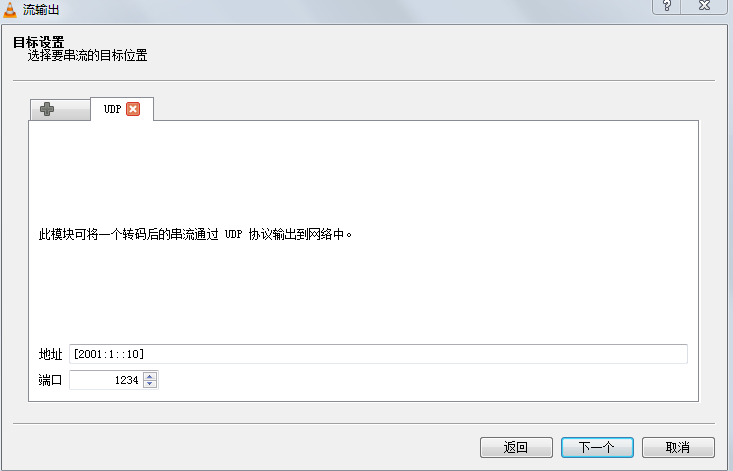 流输出
目标设置
选择要串流的目标位置
UDP
此模块可将一个转码后的串流通过 UDP 协议输出到网络中。
地址 [2001:1::10]
端口 1234
返回 下一个 取消